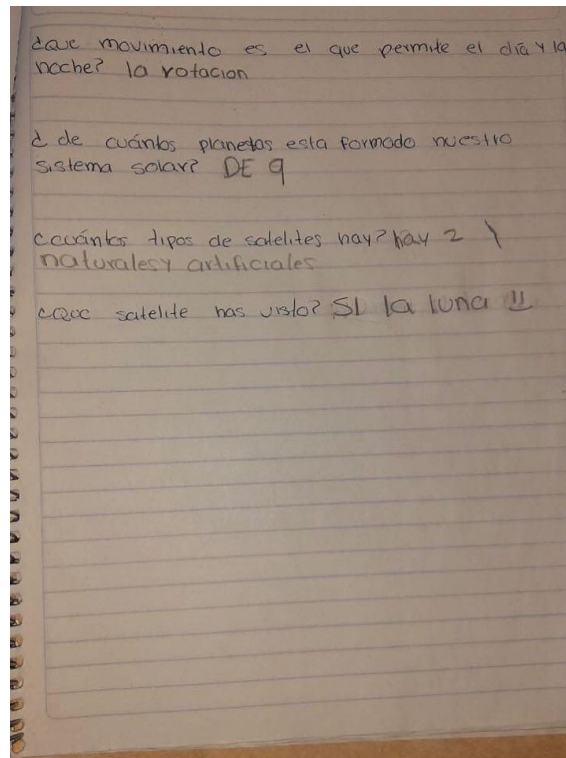 ¿Que movimiento es el que permite el día y la
noche? la rotacion
¿ de cuántos planetas esta formado nuestro
sistema solar? DE 9
¿cuántos tipos de satelites hay? hay 2
naturales y artificiales
¿Que satelite has visto? SI la luna